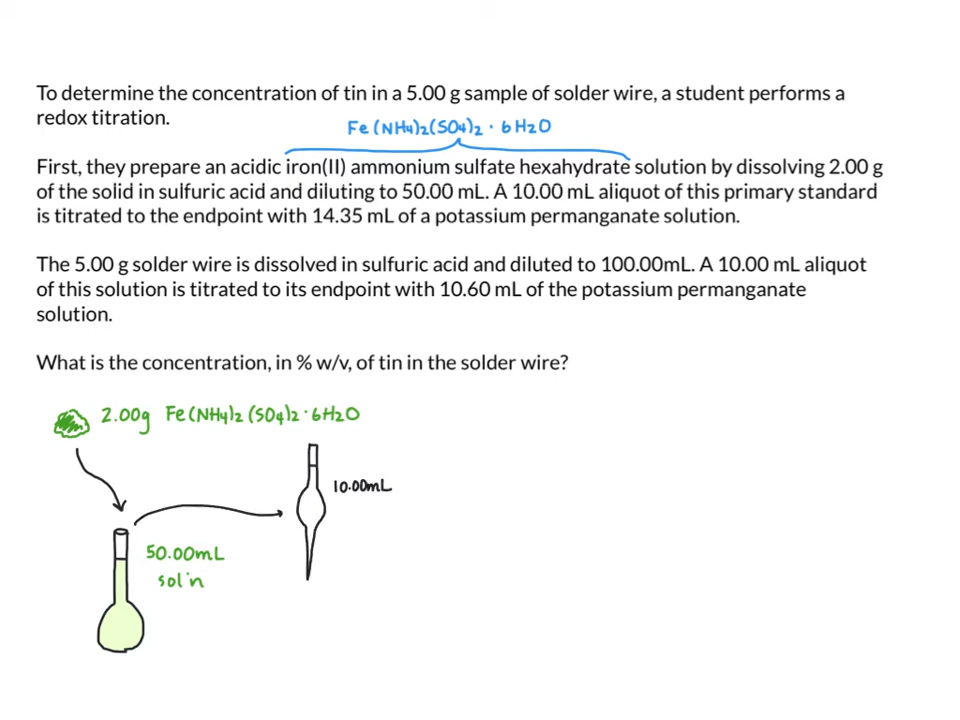 To determine the concentration of tin in a 5.00 g sample of solder wire, a student performs a
redox titration.
Fe(NH4)2(SO4)2 · 6H2O
First, they prepare an acidic iron(II) ammonium sulfate hexahydrate solution by dissolving 2.00 g
of the solid in sulfuric acid and diluting to 50.00 mL. A 10.00 mL aliquot of this primary standard
is titrated to the endpoint with 14.35 mL of a potassium permanganate solution.
The 5.00 g solder wire is dissolved in sulfuric acid and diluted to 100.00mL. A 10.00 mL aliquot
of this solution is titrated to its endpoint with 10.60 mL of the potassium permanganate
solution.
What is the concentration, in % w/v, of tin in the solder wire?
2.00g Fe(NH4)2(SO4)2 · 6H2O
10.00mL
50.00mL
sol'n